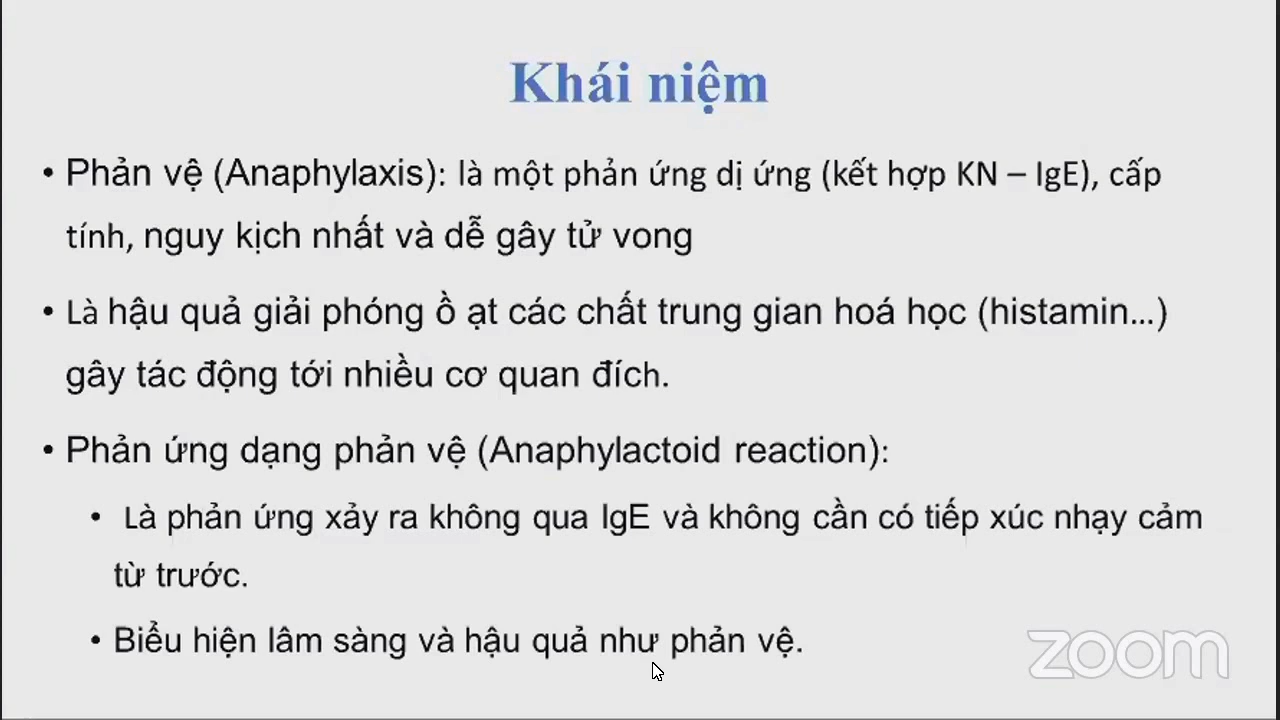 Khái niệm
• Phản vệ (Anaphylaxis): là một phản ứng dị ứng (kết hợp KN – IgE), cấp
tính, nguy kịch nhất và dễ gây tử vong
• Là hậu quả giải phóng ồ ạt các chất trung gian hoá học (histamin…)
gây tác động tới nhiều cơ quan đích.
• Phản ứng dạng phản vệ (Anaphylactoid reaction):
• Là phản ứng xảy ra không qua IgE và không cần có tiếp xúc nhạy cảm
từ trước.
• Biểu hiện lâm sàng và hậu quả như phản vệ.
zoom